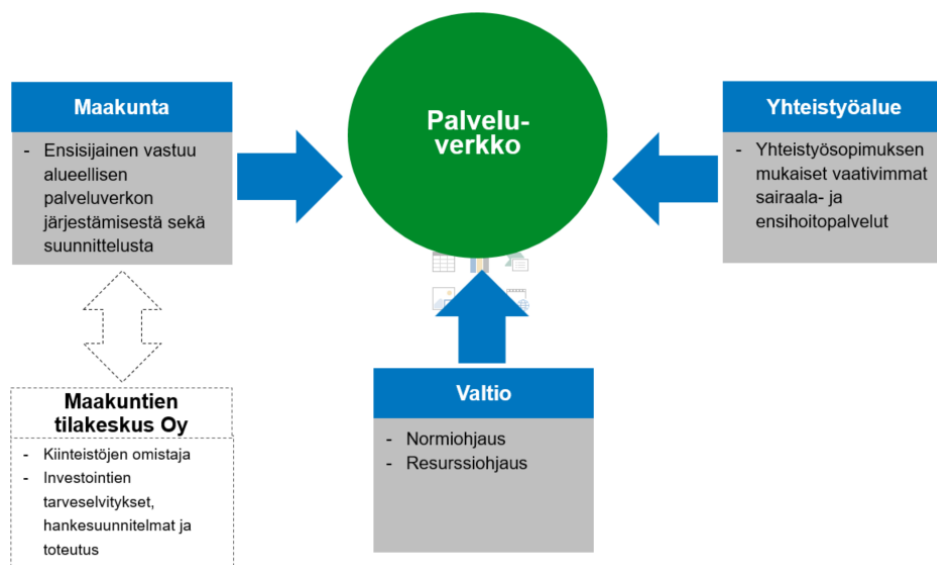 Palvelu-
verkko
Maakunta
- Ensisijainen vastuu
alueellisen
palveluverkon
järjestämisestä sekä
suunnittelusta
Yhteistyöalue
- Yhteistyösopimuksen
mukaiset vaativimmat
sairaala- ja
ensihoitopalvelut
Maakuntien
tilakeskus Oy
- Kiinteistöjen omistaja
- Investointien
tarveselvitykset,
hankesuunnitelmat ja
toteutus
Valtio
- Normiohjaus
- Resurssiohjaus